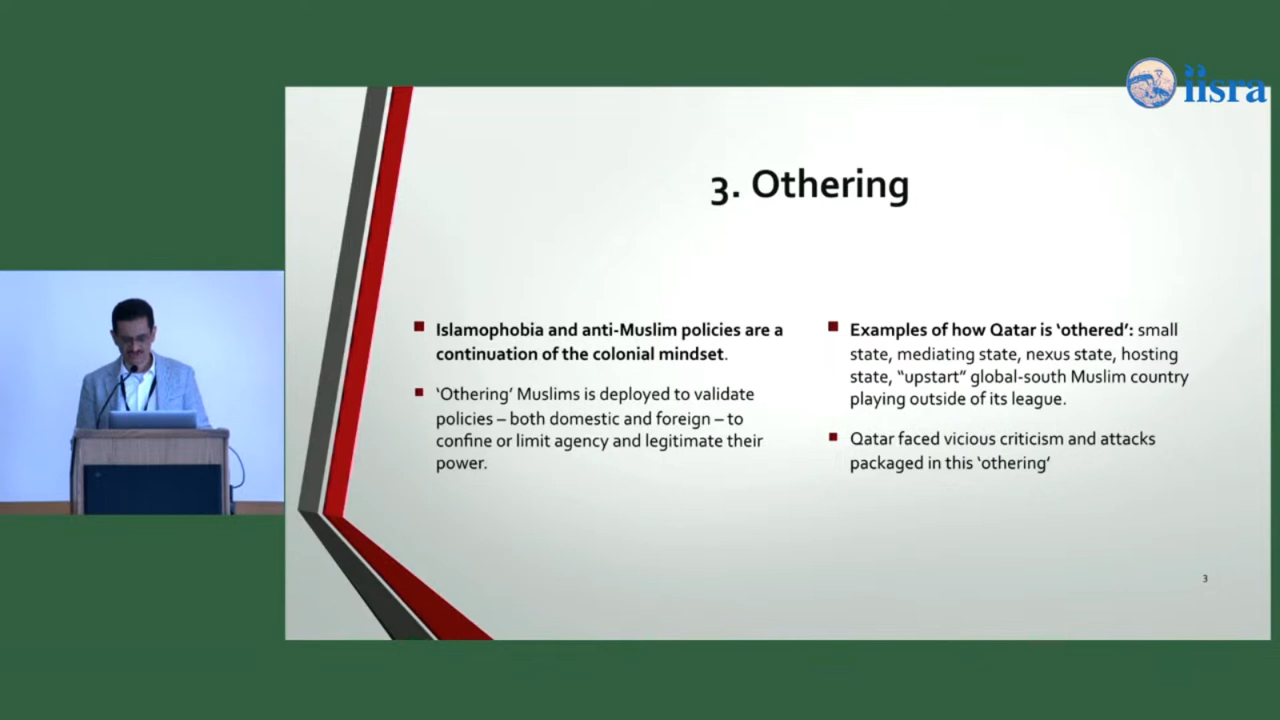 iisra
3. Othering
Islamophobia and anti-Muslim policies are a
continuation of the colonial mindset.
‘Othering’ Muslims is deployed to validate
policies – both domestic and foreign – to
confine or limit agency and legitimate their
power.
Examples of how Qatar is ‘othered’: small
state, mediating state, nexus state, hosting
state, “upstart” global-south Muslim country
playing outside of its league.
Qatar faced vicious criticism and attacks
packaged in this ‘othering’
3